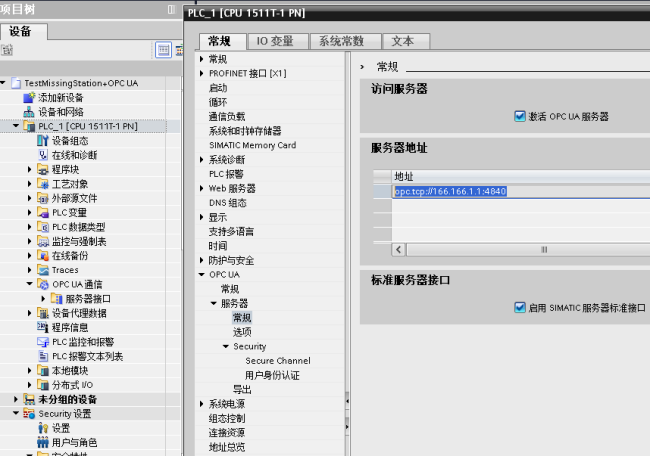 项目树
设备
TestMissingStation+OPC UA
添加新设备
设备和网络
PLC_1 [CPU 1511T-1 PN]
设备组态
在线和诊断
程序块
工艺对象
外部源文件
PLC 变量
PLC 数据类型
监控与强制表
在线备份
Traces
OPC UA 通信
服务器接口
设备代理数据
程序信息
PLC 监控和报警
PLC 报警文本列表
本地模块
分布式 I/O
未分组的设备
Security 设置
设置
用户与角色
安全特性
PLC_1 [CPU 1511T-1 PN]
常规
IO 变量
系统常数
文本
常规
PROFINET 接口 [X1]
启动
循环
通信负载
系统和时钟存储器
SIMATIC Memory Card
系统诊断
PLC 报警
Web 服务器
DNS 组态
显示
支持多语言
时间
防护与安全
OPC UA
常规
服务器
常规
选项
Security
Secure Channel
用户身份认证
导出
系统电源
组态控制
连接资源
地址总览
常规
访问服务器
激活 OPC UA 服务器
服务器地址
地址
opc.tcp://166.166.1.1:4840
标准服务器接口
启用 SIMATIC 服务器标准接口